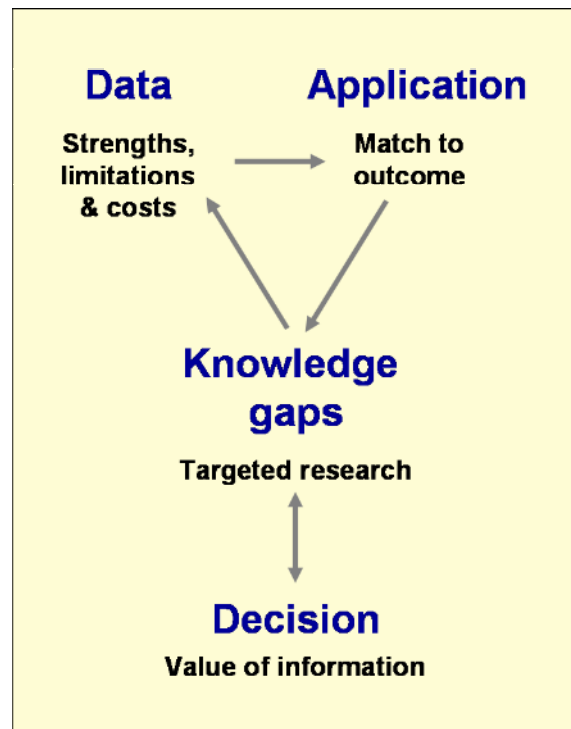 Data
Application
Strengths,
limitations
& costs
Match to
outcome
Knowledge
gaps
Targeted research
Decision
Value of information